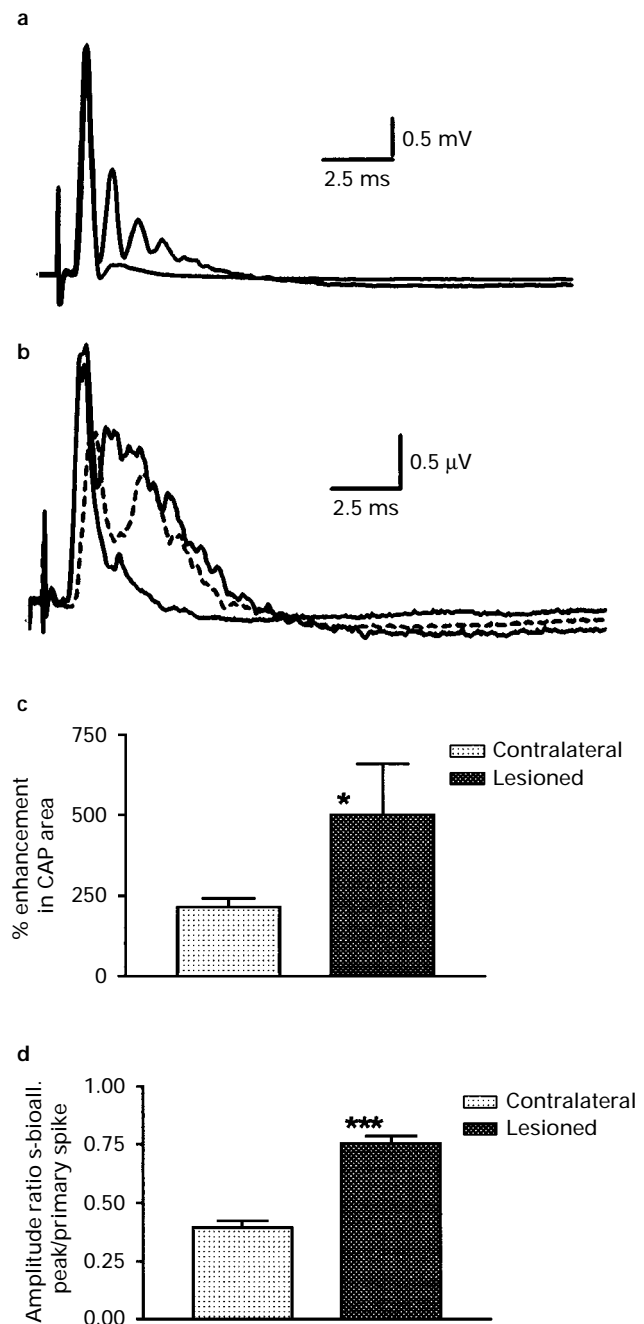 a
0.5 mV
2.5 ms
b
0.5 µV
2.5 ms
c
750
500
250
0
% enhancement
in CAP area
*
Contralateral
Lesioned
d
1.00
0.75
0.50
0.25
0.00
Amplitude ratio s-bioall.
peak/primary spike
***
Contralateral
Lesioned